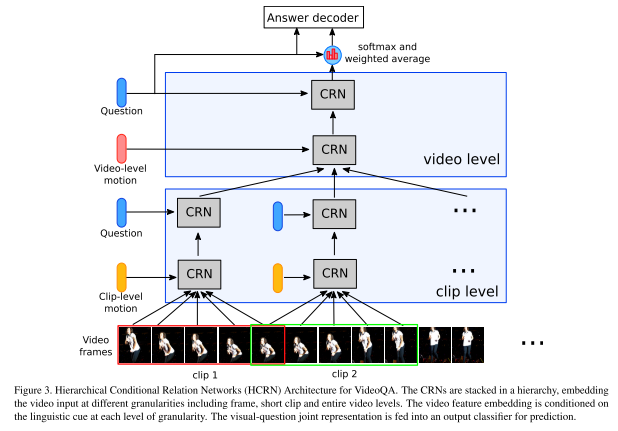 Answer decoder
softmax and
weighted average
CRN
Question
CRN
Video-level
motion
video level
CRN
CRN
...
Question
CRN
CRN
...
Clip-level
motion
clip level
Video
frames
...
clip 1
clip 2
Figure 3. Hierarchical Conditional Relation Networks (HCRN) Architecture for VideoQA. The CRNs are stacked in a hierarchy, embedding
the video input at different granularities including frame, short clip and entire video levels. The video feature embedding is conditioned on
the linguistic cue at each level of granularity. The visual-question joint representation is fed into an output classifier for prediction.